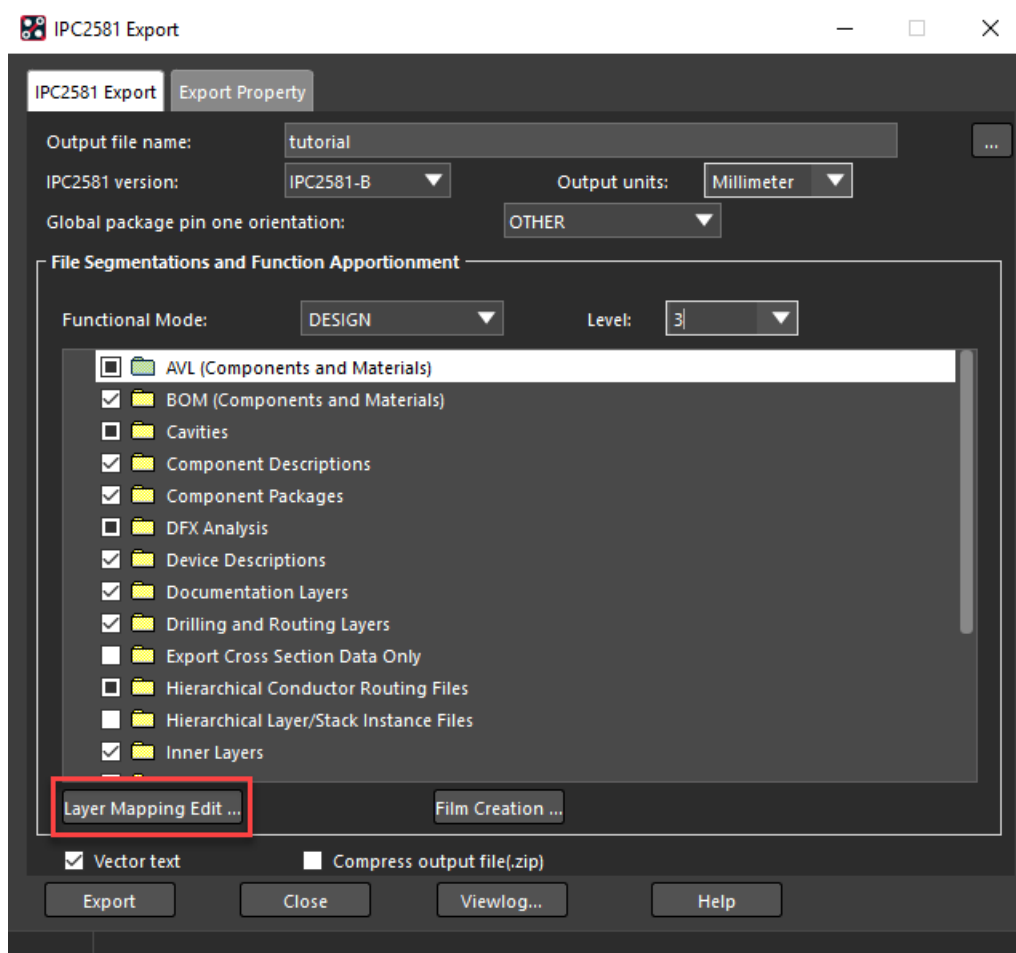 IPC2581 Export
IPC2581 Export Export Property
Output file name: tutorial ...
IPC2581 version: IPC2581-B Output units: Millimeter
Global package pin one orientation: OTHER
File Segmentations and Function Apportionment
Functional Mode: DESIGN Level: 3
AVL (Components and Materials)
BOM (Components and Materials)
Cavities
Component Descriptions
Component Packages
DFX Analysis
Device Descriptions
Documentation Layers
Drilling and Routing Layers
Export Cross Section Data Only
Hierarchical Conductor Routing Files
Hierarchical Layer/Stack Instance Files
Inner Layers
Layer Mapping Edit ... Film Creation ...
Vector text Compress output file(.zip)
Export Close Viewlog... Help